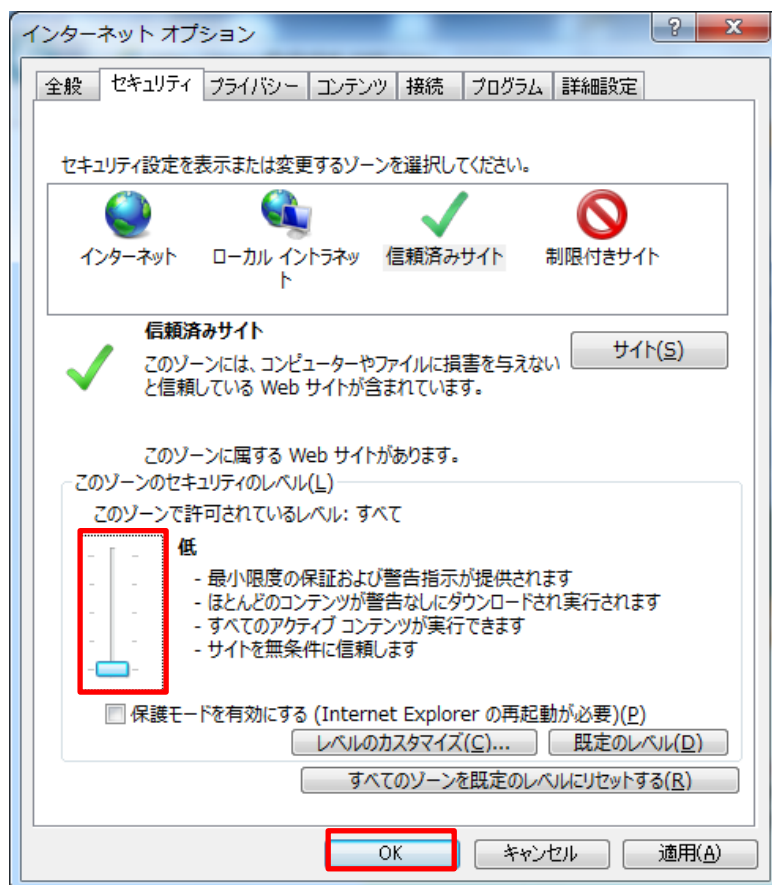 インターネット オプション
全般 セキュリティ プライバシー コンテンツ 接続 プログラム 詳細設定
セキュリティ設定を表示または変更するゾーンを選択してください。
インターネット ローカル イントラネッ 信頼済みサイト 制限付きサイト
ト
信頼済みサイト
サイト(S)
このゾーンには、コンピューターやファイルに損害を与えない
と信頼している Web サイトが含まれています。
このゾーンに属する Web サイトがあります。
このゾーンのセキュリティのレベル(L)
このゾーンで許可されているレベル: すべて
低
- 最小限度の保証および警告指示が提供されます
- ほとんどのコンテンツが警告なしにダウンロードされ実行されます
- すべてのアクティブ コンテンツが実行できます
- サイトを無条件に信頼します
保護モードを有効にする (Internet Explorer の再起動が必要)(P)
レベルのカスタマイズ(C)... 既定のレベル(D)
すべてのゾーンを既定のレベルにリセットする(R)
OK キャンセル 適用(A)